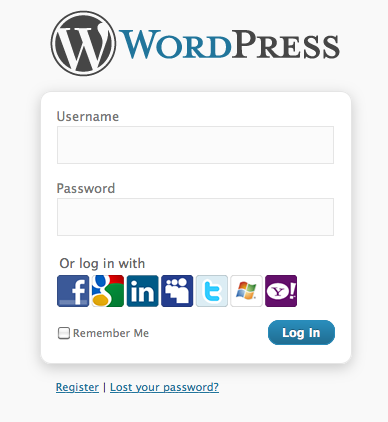 WORDPRESS
Username
Password
Or log in with
f g in t Y!
Remember Me Log In
Register | Lost your password?